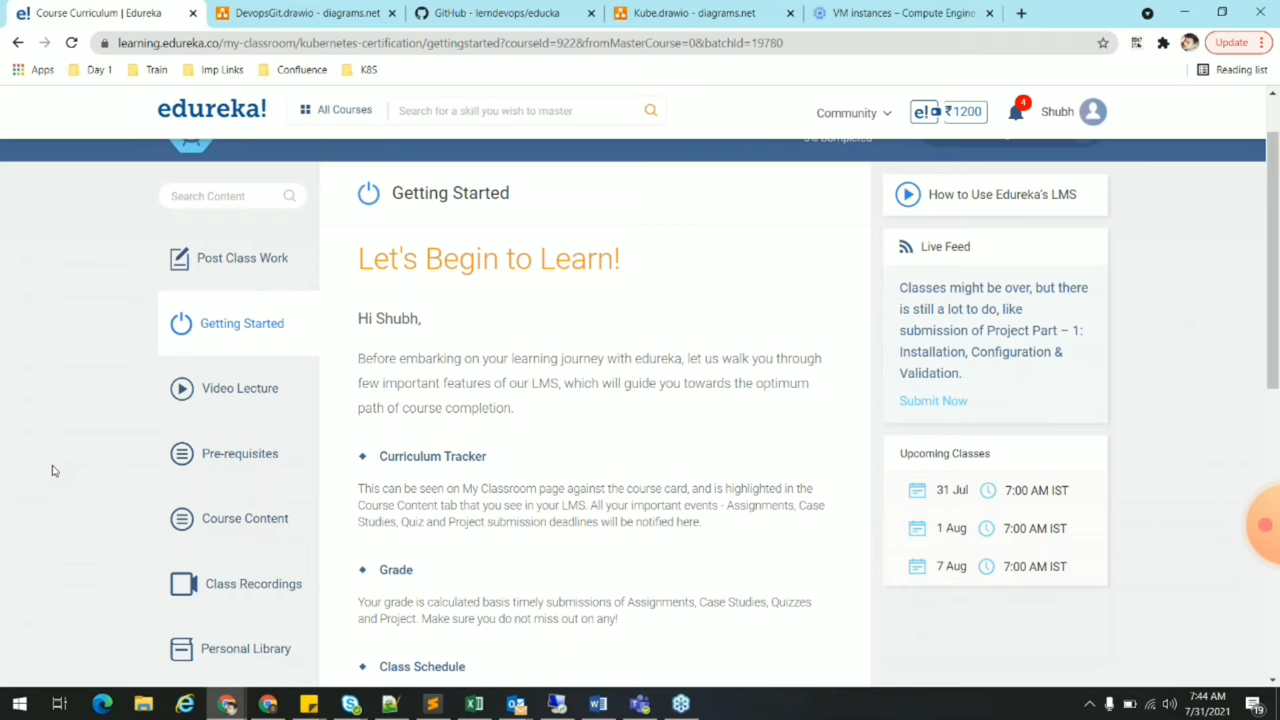 Course Curriculum | Edureka
DevopsGit.drawio - diagrams.net
GitHub - lerndevops/educka
Kube.drawio - diagrams.net
VM instances – Compute Engine
learning.edureka.co/my-classroom/kubernetes-certification/gettingstarted?courseId=922&fromMasterCourse=0&batchId=19780
Update
Apps
Day 1
Train
Imp Links
Confluence
K8S
Reading list
edureka!
All Courses
Search for a skill you wish to master
Community
e!
₹1200
4
Shubh
Search Content
Post Class Work
Getting Started
Video Lecture
Pre-requisites
Course Content
Class Recordings
Personal Library
Getting Started
Let's Begin to Learn!
Hi Shubh,
Before embarking on your learning journey with edureka, let us walk you through
few important features of our LMS, which will guide you towards the optimum
path of course completion.
Curriculum Tracker
This can be seen on My Classroom page against the course card, and is highlighted in the
Course Content tab that you see in your LMS. All your important events - Assignments, Case
Studies, Quiz and Project submission deadlines will be notified here.
Grade
Your grade is calculated basis timely submissions of Assignments, Case Studies, Quizzes
and Project. Make sure you do not miss out on any!
Class Schedule
How to Use Edureka's LMS
Live Feed
Classes might be over, but there
is still a lot to do, like
submission of Project Part – 1:
Installation, Configuration &
Validation.
Submit Now
Upcoming Classes
31 Jul 7:00 AM IST
1 Aug 7:00 AM IST
7 Aug 7:00 AM IST
7:44 AM
7/31/2021
19